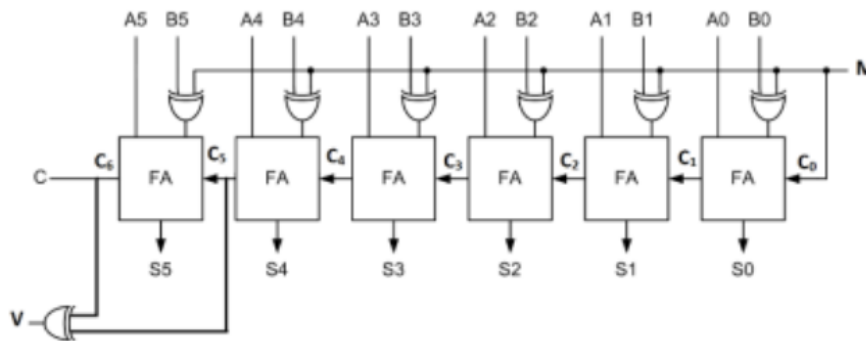 A5 B5 A4 B4 A3 B3 A2 B2 A1 B1 A0 B0
M
C6 C5 C4 C3 C2 C1 C0
C FA FA FA FA FA FA
S5 S4 S3 S2 S1 S0
V